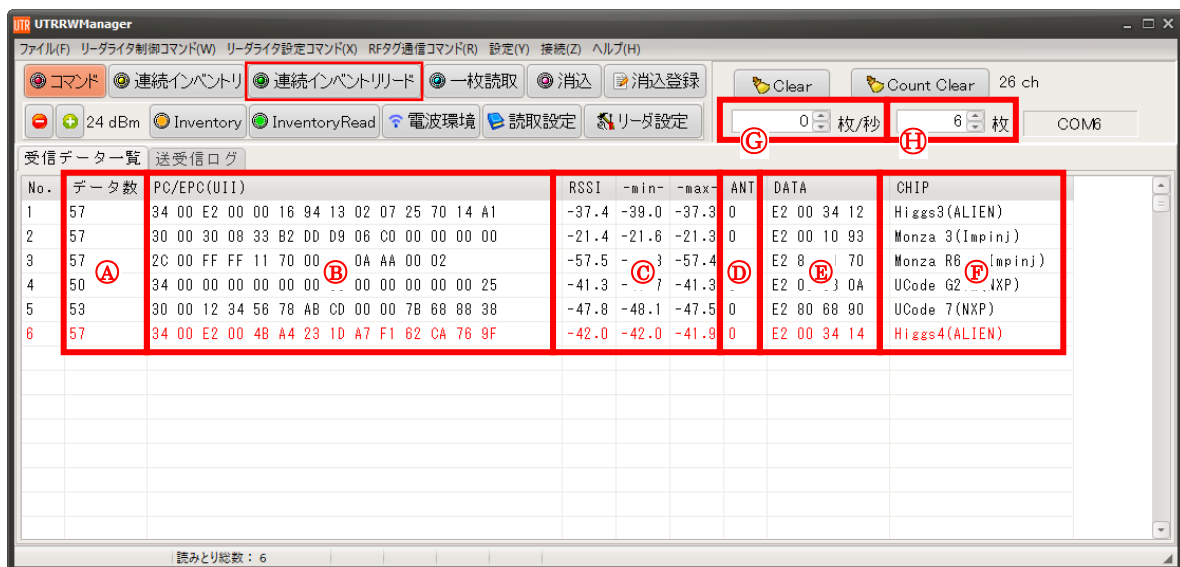 UTR UTRRWManager
ファイル(F) リーダライタ制御コマンド(W) リーダライタ設定コマンド(X) RFタグ通信コマンド(R) 設定(Y) 接続(Z) ヘルプ(H)
コマンド 連続インベントリ 連続インベントリリード 一枚読取 消込 消込登録 Clear Count Clear 26 ch
24 dBm Inventory InventoryRead 電波環境 読取設定 リーダ設定 0 枚/秒 6 枚 COM6
Ⓖ Ⓗ
受信データ一覧 送受信ログ
No. データ数 PC/EPC(UII) RSSI -min- -max- ANT DATA CHIP
1 57 34 00 E2 00 00 16 94 13 02 07 25 70 14 A1 -37.4 -39.0 -37.3 0 E2 00 34 12 Higgs3(ALIEN)
2 57 30 00 30 08 33 B2 DD D9 06 C0 00 00 00 00 -21.4 -21.6 -21.3 0 E2 00 10 93 Monza 3(Impinj)
3 57 2C 00 FF FF 11 70 00 0A AA 00 02 -57.5 -57.4 E2 8 70 Monza R6 mpinj)
Ⓐ Ⓑ Ⓒ Ⓓ Ⓔ Ⓕ
4 50 34 00 00 00 00 00 00 00 00 00 00 00 25 -41.3 -41.3 0 E2 0A UCode G2 XP)
5 53 30 00 12 34 56 78 AB CD 00 00 7B 68 88 38 -47.8 -48.1 -47.5 0 E2 80 68 90 UCode 7(NXP)
6 57 34 00 E2 00 4B A4 23 1D A7 F1 62 CA 76 9F -42.0 -42.0 -41.9 0 E2 00 34 14 Higgs4(ALIEN)
読みとり総数： 6